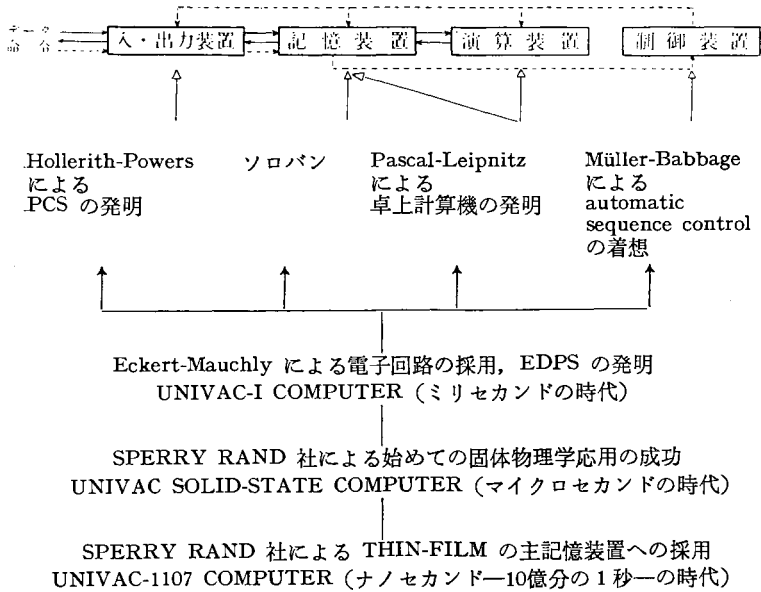 データ
命令
入・出力装置
記憶装置
演算装置
制御装置
Hollerith-Powers
による
PCS の発明
ソロバン
Pascal-Leipnitz
による
卓上計算機の発明
Müller-Babbage
による
automatic
sequence control
の着想
Eckert-Mauchly による電子回路の採用，EDPS の発明
UNIVAC-I COMPUTER（ミリセカンドの時代）
SPERRY RAND 社による始めての固体物理学応用の成功
UNIVAC SOLID-STATE COMPUTER（マイクロセカンドの時代）
SPERRY RAND 社による THIN-FILM の主記憶装置への採用
UNIVAC-1107 COMPUTER（ナノセカンド―10億分の1秒―の時代）